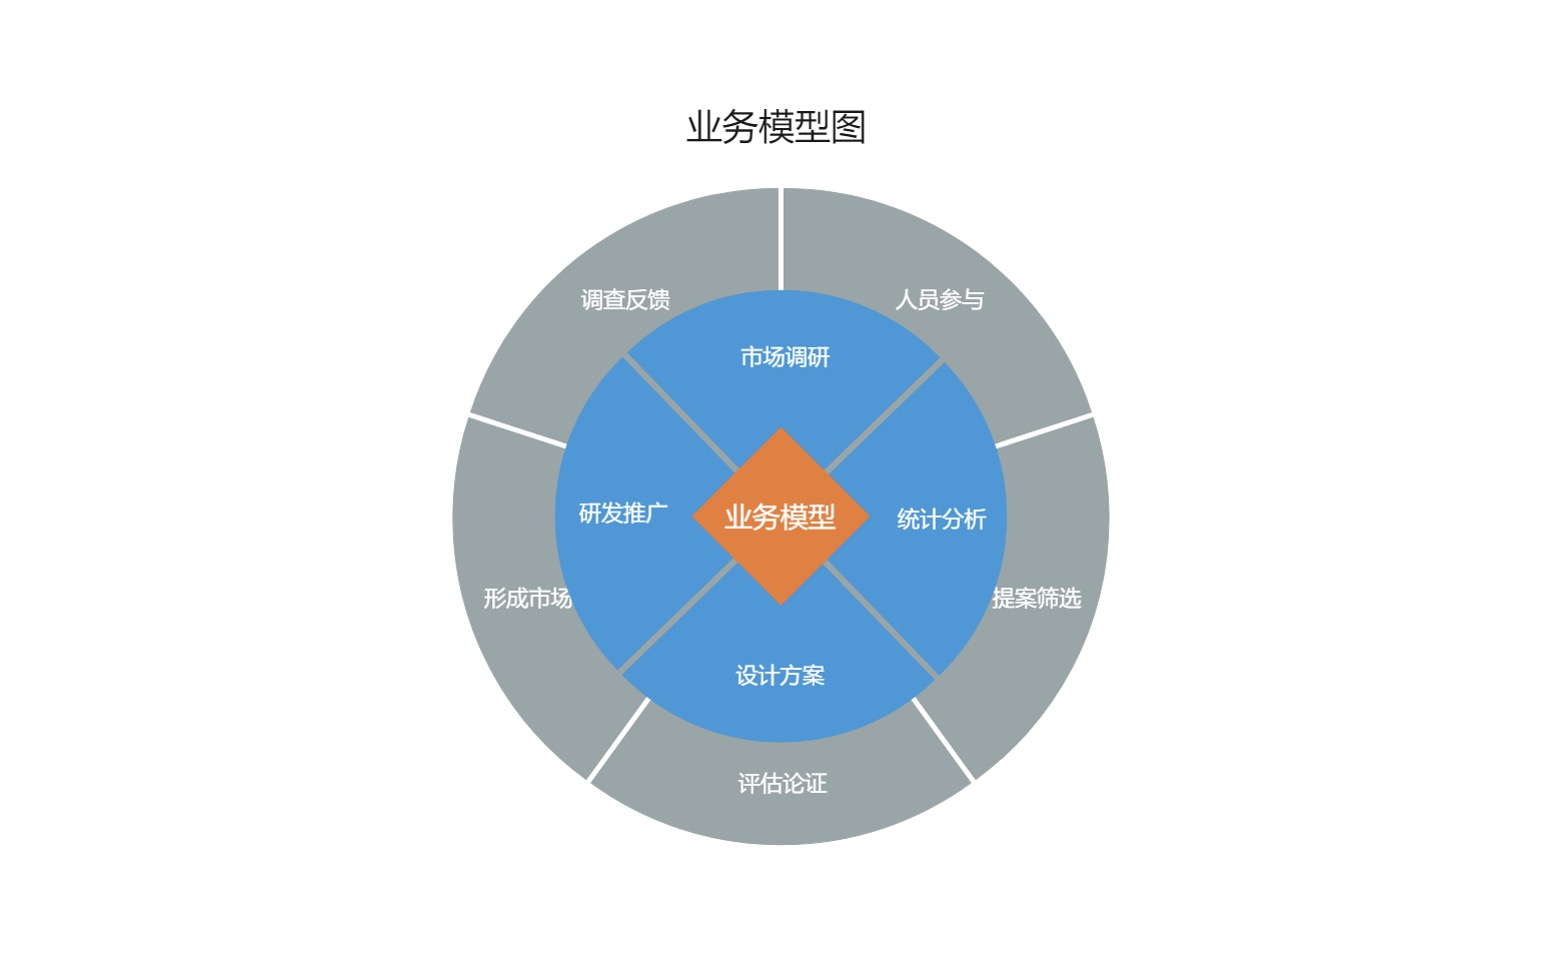 业务模型图
调查反馈
人员参与
市场调研
研发推广
业务模型
统计分析
形成市场
提案筛选
设计方案
评估论证